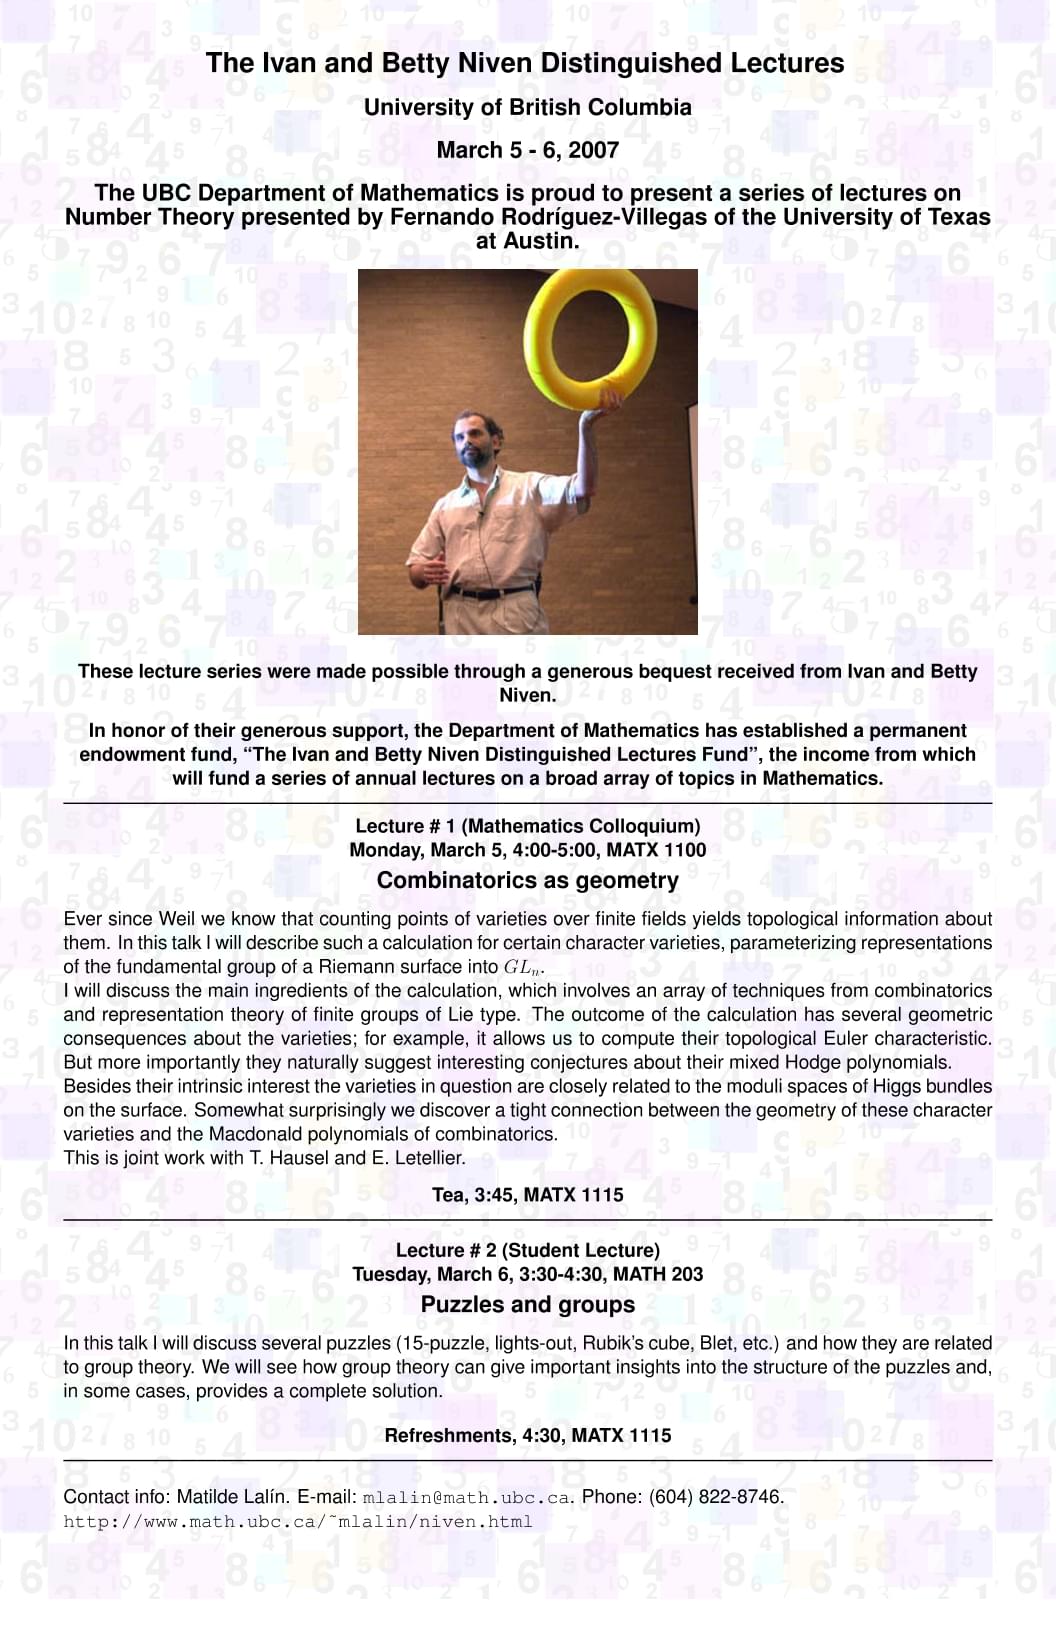 The Ivan and Betty Niven Distinguished Lectures
University of British Columbia
March 5 - 6, 2007
The UBC Department of Mathematics is proud to present a series of lectures on
Number Theory presented by Fernando Rodríguez-Villegas of the University of Texas
at Austin.
These lecture series were made possible through a generous bequest received from Ivan and Betty
Niven.
In honor of their generous support, the Department of Mathematics has established a permanent
endowment fund, “The Ivan and Betty Niven Distinguished Lectures Fund”, the income from which
will fund a series of annual lectures on a broad array of topics in Mathematics.
Lecture # 1 (Mathematics Colloquium)
Monday, March 5, 4:00-5:00, MATX 1100
Combinatorics as geometry
Ever since Weil we know that counting points of varieties over finite fields yields topological information about
them. In this talk I will describe such a calculation for certain character varieties, parameterizing representations
of the fundamental group of a Riemann surface into GLₙ.
I will discuss the main ingredients of the calculation, which involves an array of techniques from combinatorics
and representation theory of finite groups of Lie type. The outcome of the calculation has several geometric
consequences about the varieties; for example, it allows us to compute their topological Euler characteristic.
But more importantly they naturally suggest interesting conjectures about their mixed Hodge polynomials.
Besides their intrinsic interest the varieties in question are closely related to the moduli spaces of Higgs bundles
on the surface. Somewhat surprisingly we discover a tight connection between the geometry of these character
varieties and the Macdonald polynomials of combinatorics.
This is joint work with T. Hausel and E. Letellier.
Tea, 3:45, MATX 1115
Lecture # 2 (Student Lecture)
Tuesday, March 6, 3:30-4:30, MATH 203
Puzzles and groups
In this talk I will discuss several puzzles (15-puzzle, lights-out, Rubik's cube, Blet, etc.) and how they are related
to group theory. We will see how group theory can give important insights into the structure of the puzzles and,
in some cases, provides a complete solution.
Refreshments, 4:30, MATX 1115
Contact info: Matilde Lalín. E-mail: mlalin@math.ubc.ca. Phone: (604) 822-8746.
http://www.math.ubc.ca/~mlalin/niven.html